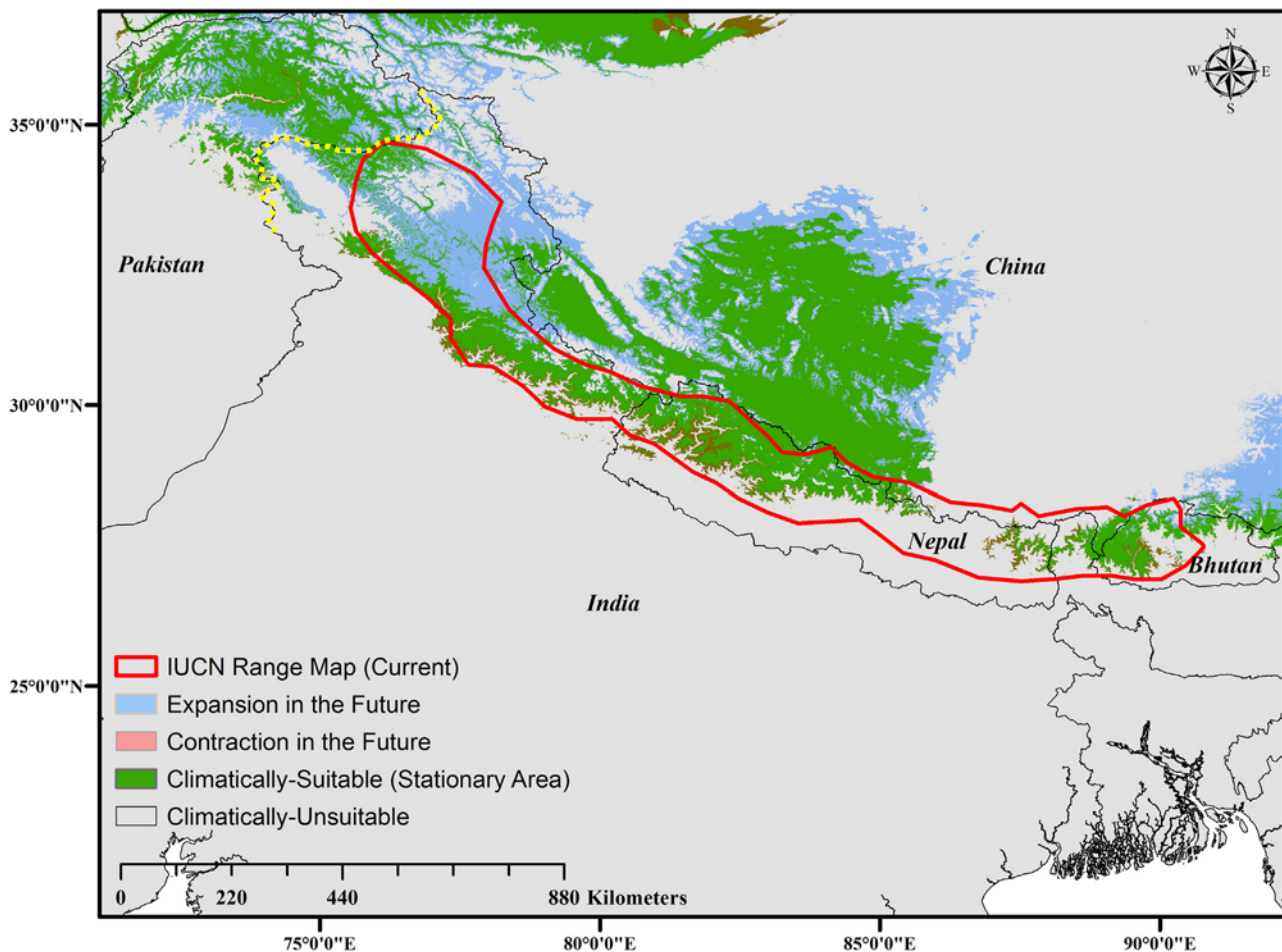 N
W E
S
35°0'0"N
Pakistan
China
30°0'0"N
Nepal
Bhutan
India
IUCN Range Map (Current)
25°0'0"N
Expansion in the Future
Contraction in the Future
Climatically-Suitable (Stationary Area)
Climatically-Unsuitable
0 220 440 880 Kilometers
75°0'0"E 80°0'0"E 85°0'0"E 90°0'0"E